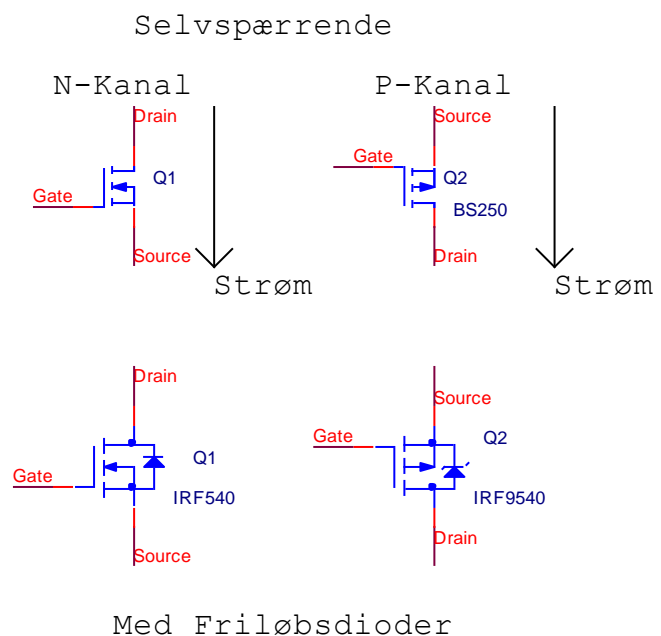 Selvspærrende
N-Kanal
P-Kanal
Drain
Gate
Q1
Source
Strøm
Source
Gate
Q2
BS250
Drain
Strøm
Drain
Gate
Q1
IRF540
Source
Source
Gate
Q2
IRF9540
Drain
Med Friløbsdioder